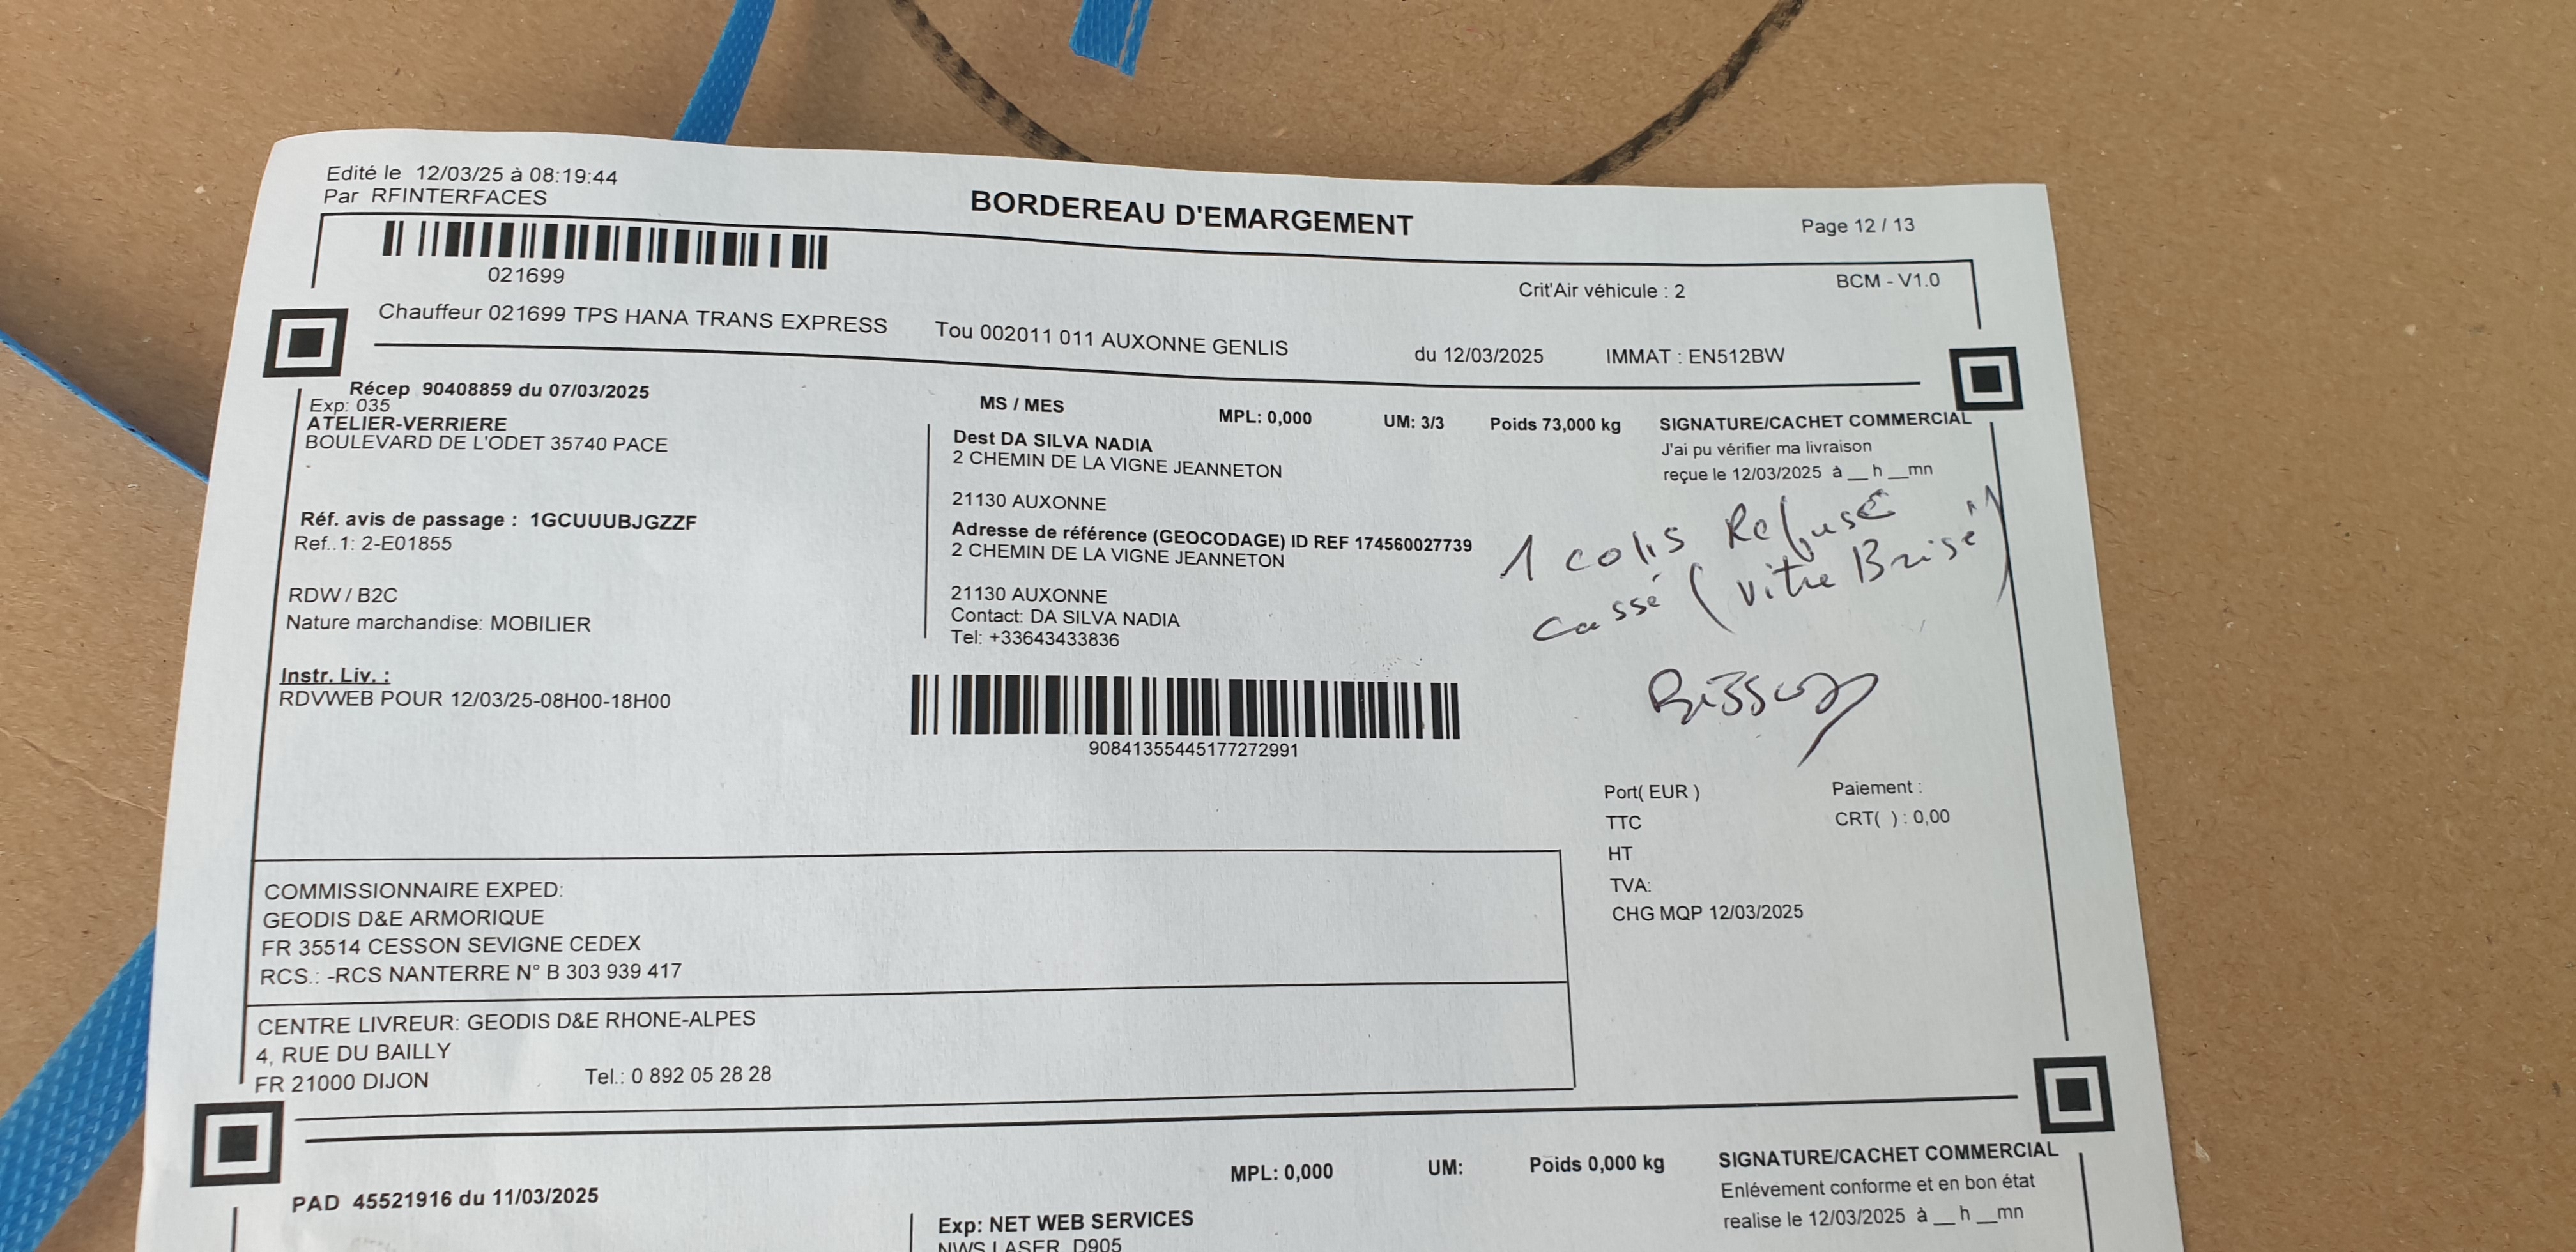 Edité le 12/03/25 à 08:19:44
Par RFINTERFACES
BORDEREAU D'EMARGEMENT
Page 12 / 13
021699
Crit'Air véhicule : 2
BCM - V1.0
Chauffeur 021699 TPS HANA TRANS EXPRESS Tou 002011 011 AUXONNE GENLIS du 12/03/2025 IMMAT : EN512BW
Récep 90408859 du 07/03/2025
Exp: 035
ATELIER-VERRIERE
BOULEVARD DE L'ODET 35740 PACE
Réf. avis de passage : 1GCUUUBJGZZF
Ref..1: 2-E01855
RDW / B2C
Nature marchandise: MOBILIER
Instr. Liv. :
RDVWEB POUR 12/03/25-08H00-18H00
MS / MES MPL: 0,000 UM: 3/3 Poids 73,000 kg
Dest DA SILVA NADIA
2 CHEMIN DE LA VIGNE JEANNETON
21130 AUXONNE
Adresse de référence (GEOCODAGE) ID REF 174560027739
2 CHEMIN DE LA VIGNE JEANNETON
21130 AUXONNE
Contact: DA SILVA NADIA
Tel: +33643433836
90841355445177272991
SIGNATURE/CACHET COMMERCIAL
J'ai pu vérifier ma livraison
reçue le 12/03/2025 à __ h __mn
1 colis Refusé
cassé (vitre Brisé)
Port( EUR ) Paiement :
TTC CRT( ) : 0,00
HT
TVA:
CHG MQP 12/03/2025
COMMISSIONNAIRE EXPED:
GEODIS D&E ARMORIQUE
FR 35514 CESSON SEVIGNE CEDEX
RCS.: -RCS NANTERRE N° B 303 939 417
CENTRE LIVREUR: GEODIS D&E RHONE-ALPES
4, RUE DU BAILLY
FR 21000 DIJON Tel.: 0 892 05 28 28
PAD 45521916 du 11/03/2025
MPL: 0,000 UM: Poids 0,000 kg
Exp: NET WEB SERVICES
NWS LASER D905
SIGNATURE/CACHET COMMERCIAL
Enlévement conforme et en bon état
realise le 12/03/2025 à __ h __mn